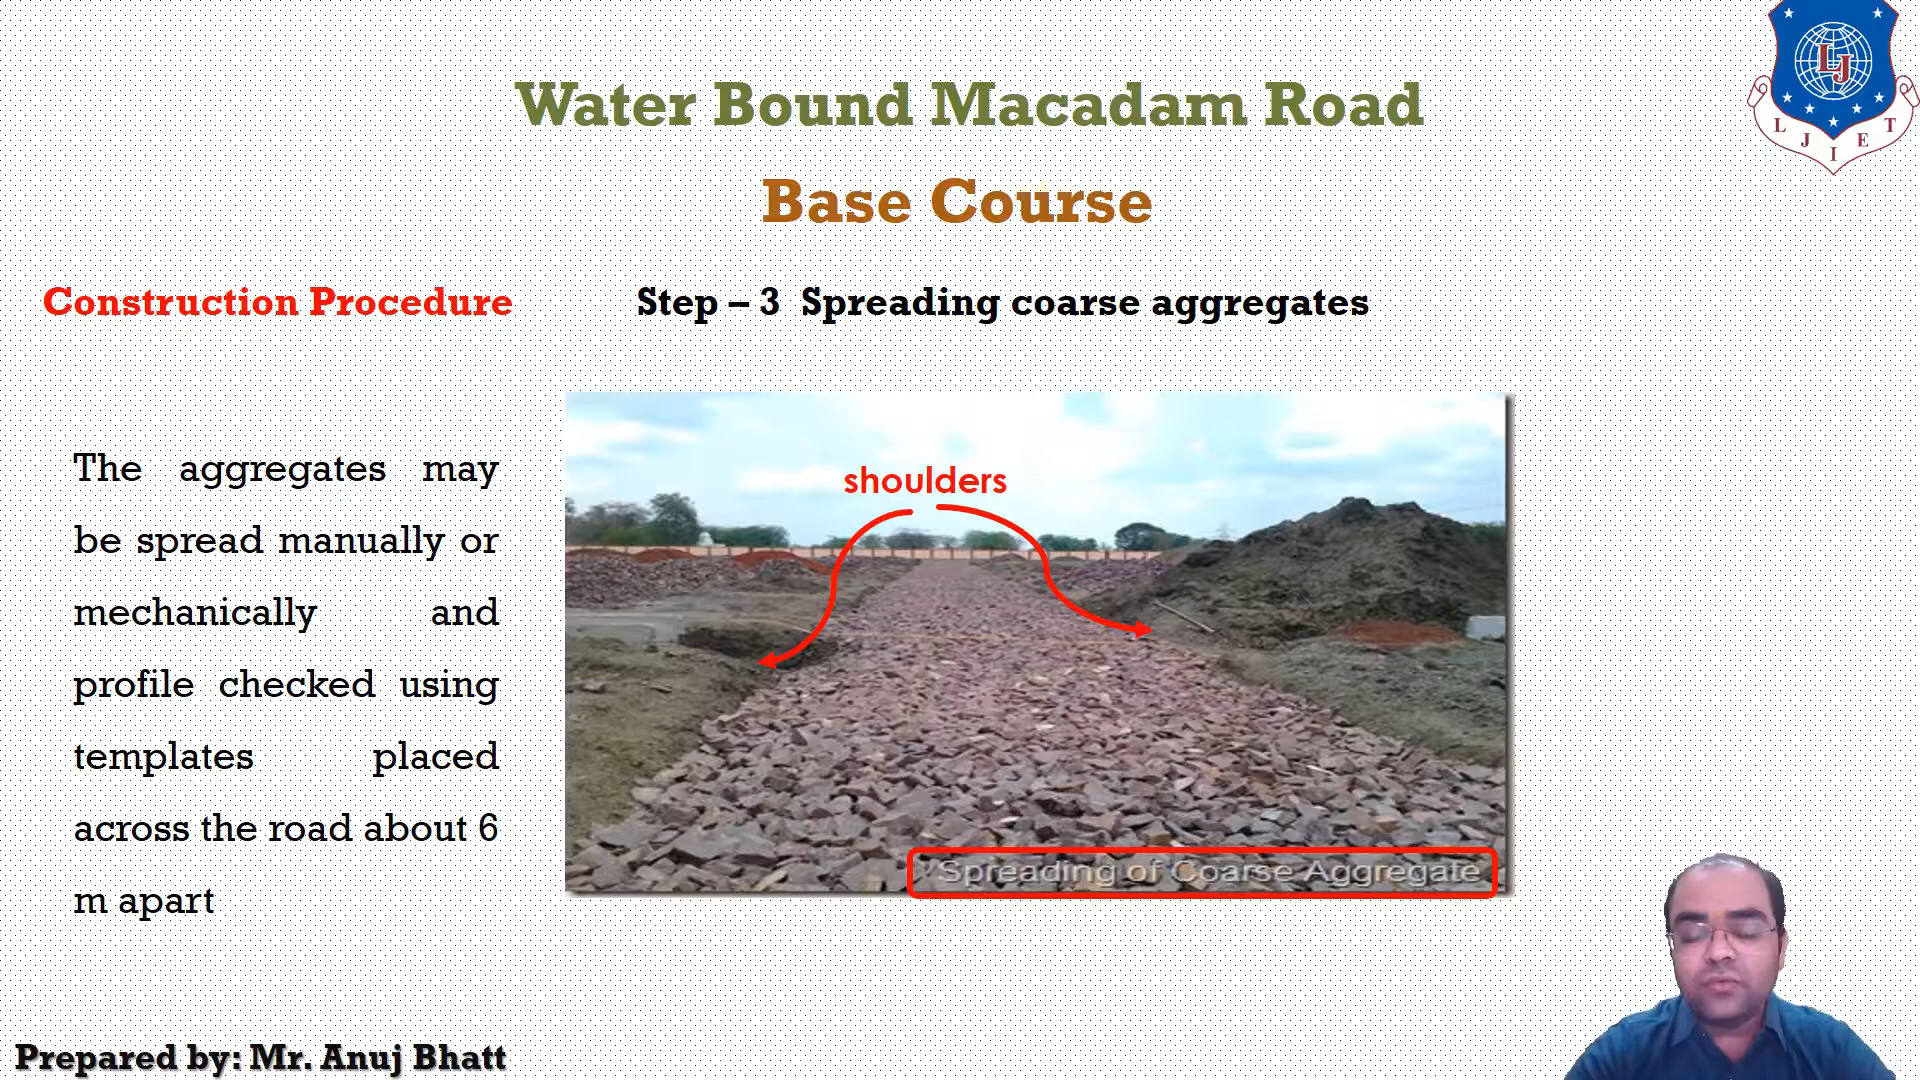 Water Bound Macadam Road
Base Course
LJ
L J I E T
Construction Procedure
Step – 3 Spreading coarse aggregates
The aggregates may
be spread manually or
mechanically and
profile checked using
templates placed
across the road about 6
m apart
shoulders
Spreading of Coarse Aggregate
Prepared by: Mr. Anuj Bhatt